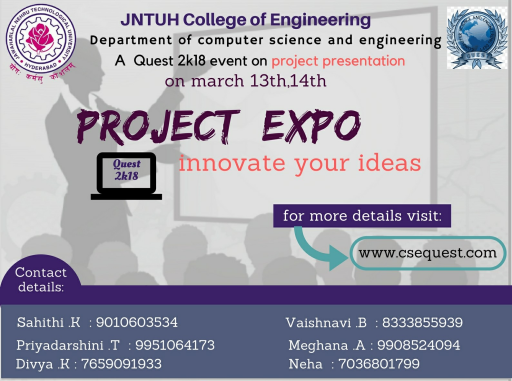 JNTUH College of Engineering
Department of computer science and engineering
A Quest 2k18 event on project presentation
on march 13th,14th
PROJECT EXPO
Quest
2k18
innovate your ideas
for more details visit:
www.csequest.com
Contact
details:
Sahithi .K : 9010603534
Vaishnavi .B : 8333855939
Priyadarshini .T : 9951064173
Meghana .A : 9908524094
Divya .K : 7659091933
Neha : 7036801799